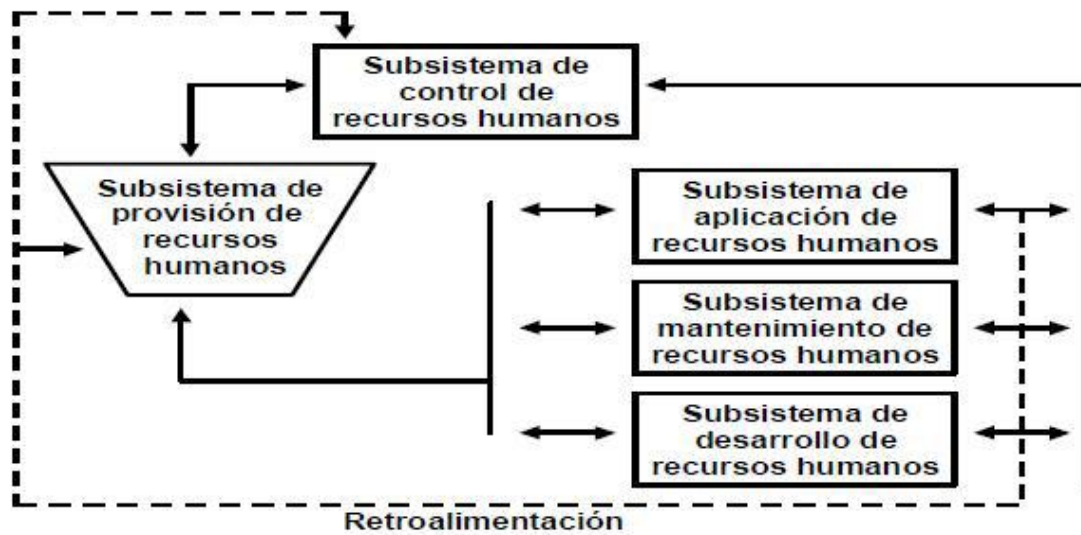 Subsistema de
control de
recursos humanos
Subsistema de
provisión de
recursos
humanos
Subsistema de
aplicación de
recursos humanos
Subsistema de
mantenimiento de
recursos humanos
Subsistema de
desarrollo de
recursos humanos
Retroalimentación